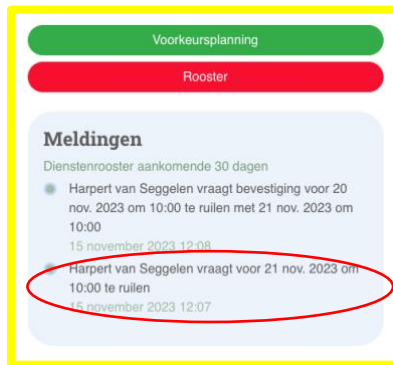 Voorkeursplanning
Rooster
Meldingen
Dienstenrooster aankomende 30 dagen
Harpert van Seggelen vraagt bevestiging voor 20
nov. 2023 om 10:00 te ruilen met 21 nov. 2023 om
10:00
15 november 2023 12:08
Harpert van Seggelen vraagt voor 21 nov. 2023 om
10:00 te ruilen
15 november 2023 12:07